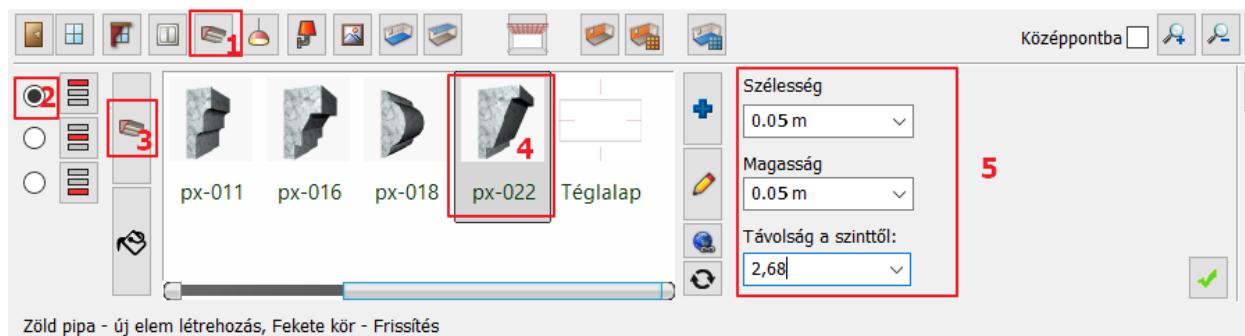 1
Középpontba
2
3
4
px-011 px-016 px-018 px-022 Téglalap
Szélesség
0.05 m
Magasság
0.05 m
Távolság a szinttől:
2,68
5
Zöld pipa - új elem létrehozás, Fekete kör - Frissítés